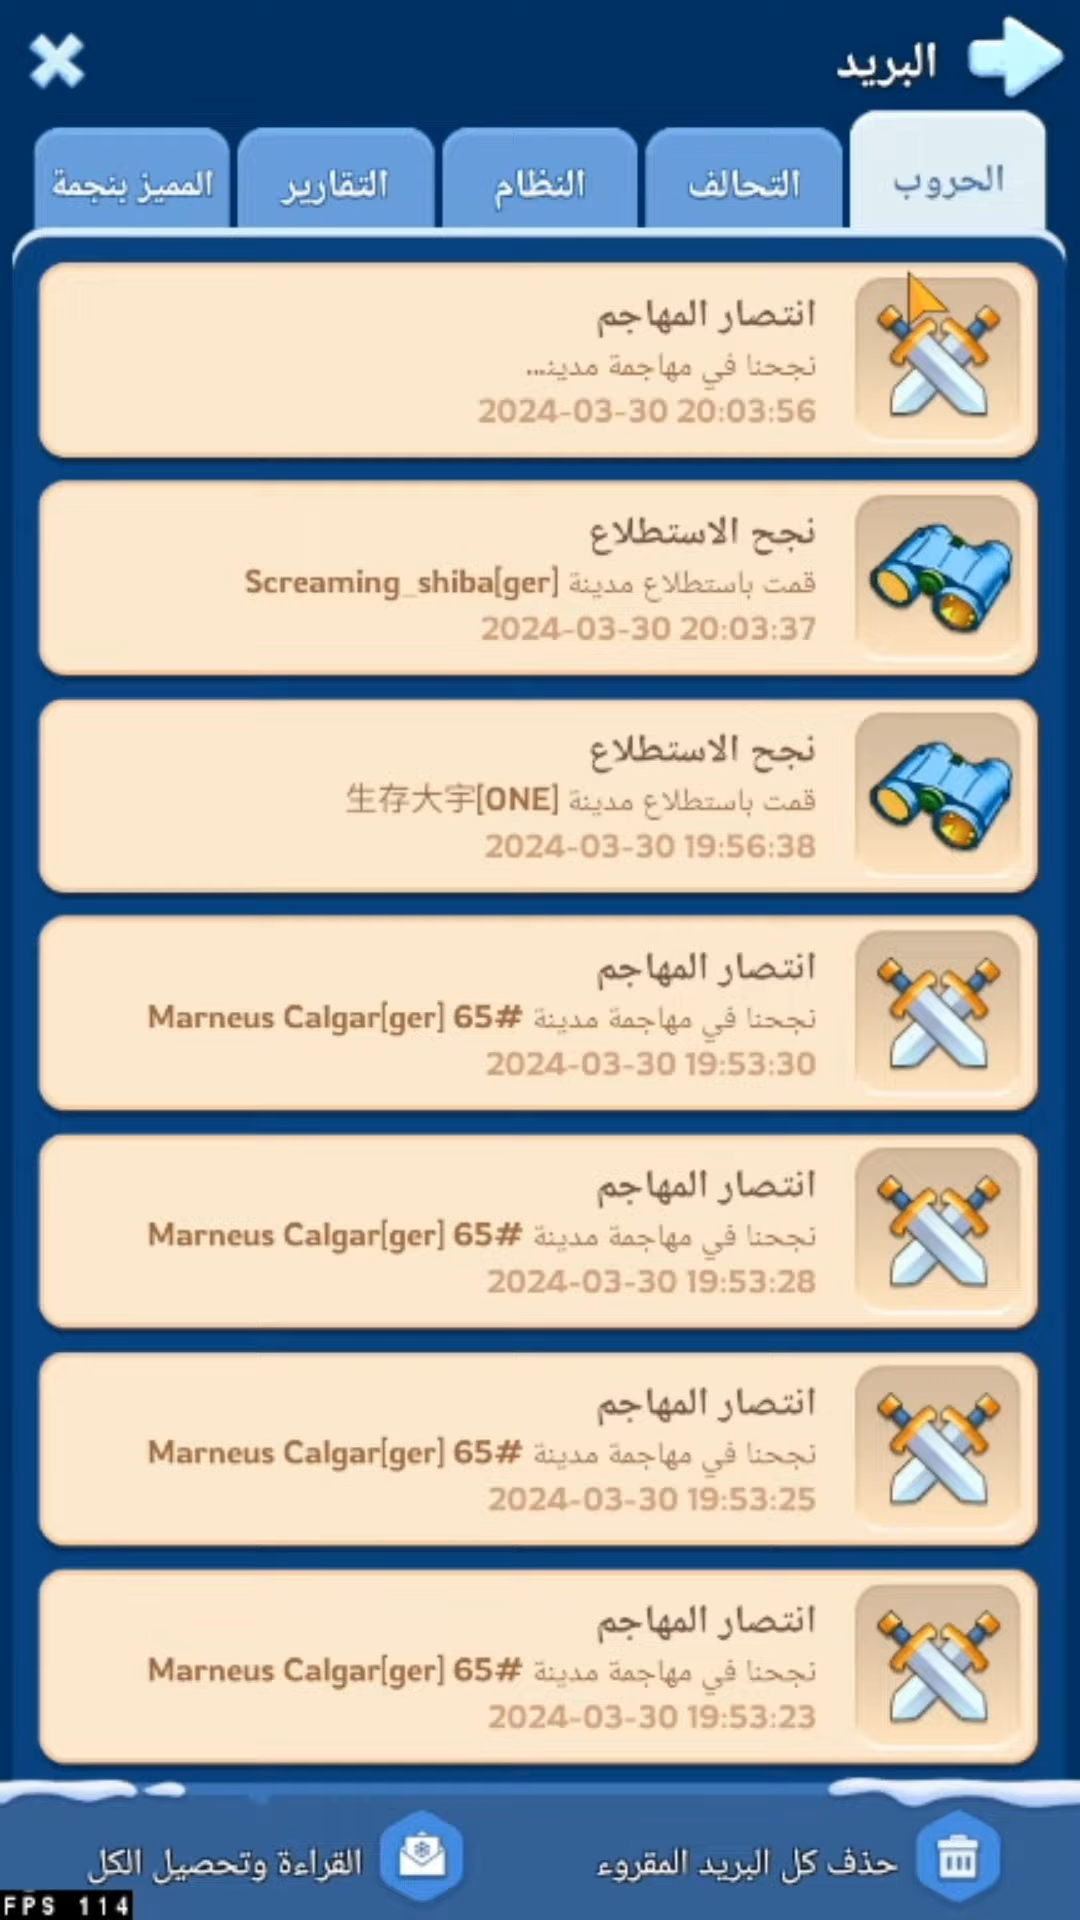 البريد
الحروب
التحالف
النظام
التقارير
المميز بنجمة
انتصار المهاجم
نجحنا في مهاجمة مدينـ...
2024-03-30 20:03:56
نجح الاستطلاع
قمت باستطلاع مدينة Screaming_shiba[ger]
2024-03-30 20:03:37
نجح الاستطلاع
قمت باستطلاع مدينة 生存大宇[ONE]
2024-03-30 19:56:38
انتصار المهاجم
نجحنا في مهاجمة مدينة Marneus Calgar[ger] 65#
2024-03-30 19:53:30
انتصار المهاجم
نجحنا في مهاجمة مدينة Marneus Calgar[ger] 65#
2024-03-30 19:53:28
انتصار المهاجم
نجحنا في مهاجمة مدينة Marneus Calgar[ger] 65#
2024-03-30 19:53:25
انتصار المهاجم
نجحنا في مهاجمة مدينة Marneus Calgar[ger] 65#
2024-03-30 19:53:23
حذف كل البريد المقروء
القراءة وتحصيل الكل
FPS 114